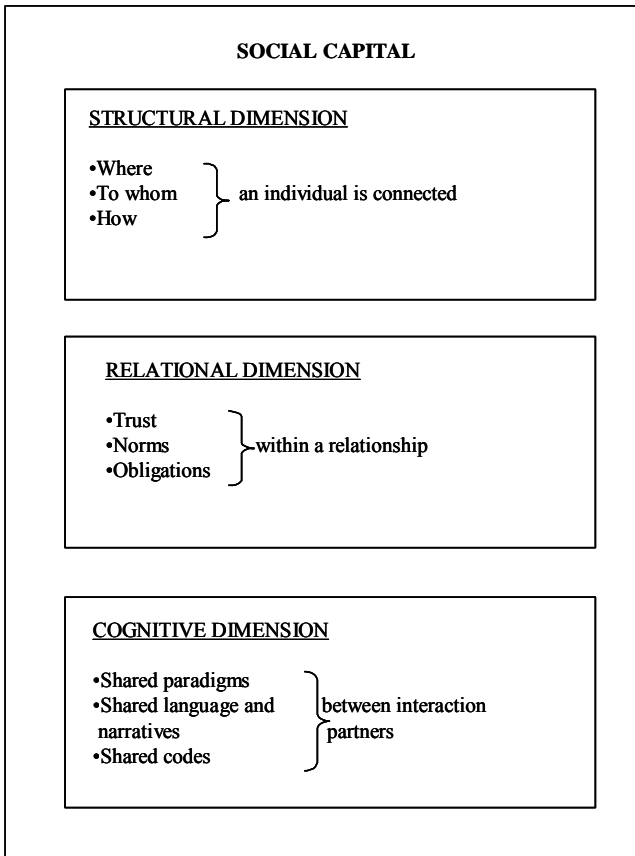 SOCIAL CAPITAL
STRUCTURAL DIMENSION
•Where
•To whom
•How
an individual is connected
RELATIONAL DIMENSION
•Trust
•Norms
•Obligations
within a relationship
COGNITIVE DIMENSION
•Shared paradigms
•Shared language and
narratives
•Shared codes
between interaction
partners